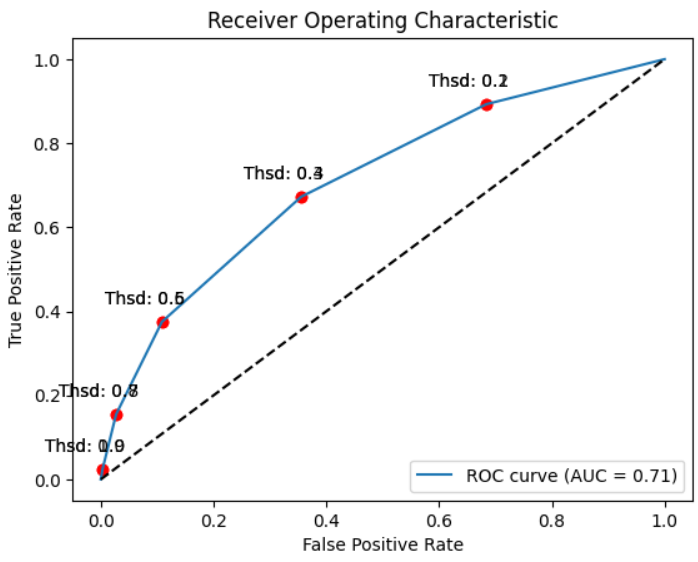 Receiver Operating Characteristic
True Positive Rate
1.0
0.8
0.6
0.4
0.2
0.0
Thsd:
Thsd:
Thsd:
Thsd:
Thsd:
ROC curve (AUC = 0.71)
0.0
0.2
0.4
0.6
0.8
1.0
False Positive Rate